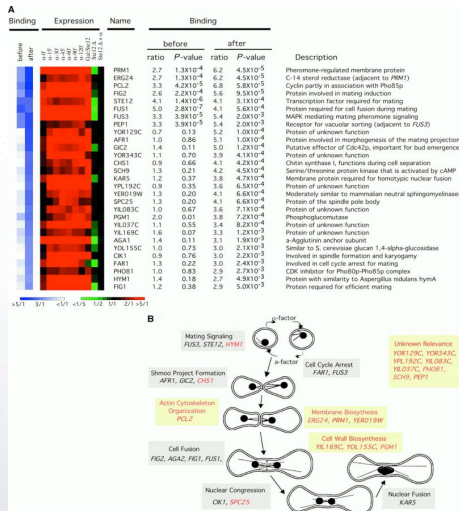 A
Binding Expression Name Binding
before after
before
after
α-0'
α-15'
α-30'
α-45'
α-60'
α-90'
α-120'
Gal Ste12
Ste12 Δ
Ste12 Δ + α
ratio P-value ratio P-value Description
PRM1 2.7 1.3X10-4 6.2 4.5X10-5 Pheromone-regulated membrane protein
ERG24 2.7 1.3X10-4 6.2 4.5X10-5 C-14 sterol reductase (adjacent to PRM1)
PCL2 3.3 4.2X10-5 6.8 5.8X10-5 Cyclin partly in association with Pho85p
FIG2 2.6 2.2X10-4 5.6 9.5X10-5 Protein involved in mating induction
STE12 4.1 1.4X10-6 4.1 3.1X10-4 Transcription factor required for mating
FUS1 5.0 2.8X10-7 4.1 5.6X10-4 Protein required for cell fusion during mating
FUS3 3.3 3.9X10-5 5.4 2.0X10-3 MAPK mediating mating pheromone signaling
PEP1 3.3 3.9X10-5 5.4 2.0X10-3 Receptor for vacuolar sorting (adjacent to FUS3)
YOR129C 0.7 0.13 5.2 1.0X10-4 Protein of unknown function
AFR1 1.0 0.86 5.1 1.0X10-4 Protein involved in morphogenesis of the mating projection
GIC2 1.4 0.11 5.0 1.2X10-4 Putative effector of Cdc42p, important for bud emergence
YOR343C 1.1 0.70 4.1 3.9X10-4 Protein of unknown function
CHS1 0.9 0.66 4.1 4.2X10-4 Chitin synthase I, functions during cell separation
SCH9 1.3 0.21 4.2 4.5X10-4 Serine/threonine protein kinase that is activated by cAMP
KAR5 1.2 0.37 3.8 4.7X10-4 Membrane protein required for homotypic nuclear fusion
YPL192C 0.9 0.35 3.6 6.5X10-4 Protein of unknown function
YER019W 1.3 0.20 4.1 6.6X10-4 Moderately similar to mammalian neutral sphingomyelinases
SPC25 1.3 0.20 4.1 6.6X10-4 Protein of the spindle pole body
YIL083C 1.0 0.67 3.6 7.1X10-4 Protein of unknown function
PGM1 2.0 0.01 3.8 7.2X10-4 Phosphoglucomutase
YIL037C 1.1 0.55 3.4 8.2X10-4 Protein of unknown function
YIL169C 1.6 0.07 3.3 1.2X10-3 Protein of unknown function
AGA1 1.4 0.11 3.1 1.9X10-3 a-Agglutinin anchor subunit
YOL155C 1.0 0.73 3.0 2.1X10-3 Similar to S. cerevisiae glucan 1,4-alpha-glucosidase
CIK1 0.9 0.76 3.0 2.2X10-3 Involved in spindle formation and karyogamy
FAR1 1.3 0.22 3.0 2.4X10-3 Involved in cell cycle arrest for mating
PHO81 1.0 0.83 2.9 2.7X10-3 CDK inhibitor for Pho80p-Pho85p complex
HYM1 1.4 0.18 2.7 4.9X10-3 Protein with similarity to Aspergillus nidulans hymA
FIG1 1.2 0.38 2.9 5.0X10-3 Protein required for efficient mating
>5/1 3/1 <1/1 <1/5 1/2 1/1 2/1 >5/1
B
α-factor
Mating Signaling
FUS3, STE12, HYM1
a-factor
Cell Cycle Arrest
FAR1, FUS3
Unknown Relevance
YOR129C, YOR343C,
YPL192C, YIL083C,
YIL037C, PHO81,
SCH9, PEP1
Shmoo Project Formation
AFR1, GIC2, CHS1
Actin Cytoskeleton
Organization
PCL2
Membrane Biosythesis
ERG24, PRM1, YER019W
Cell Wall Biosynthesis
YIL169C, YOL155C, PGM1
Cell Fusion
FIG2, AGA2, FIG1, FUS1,
Nuclear Congression
CIK1, SPC25
Nuclear Fusion
KAR5